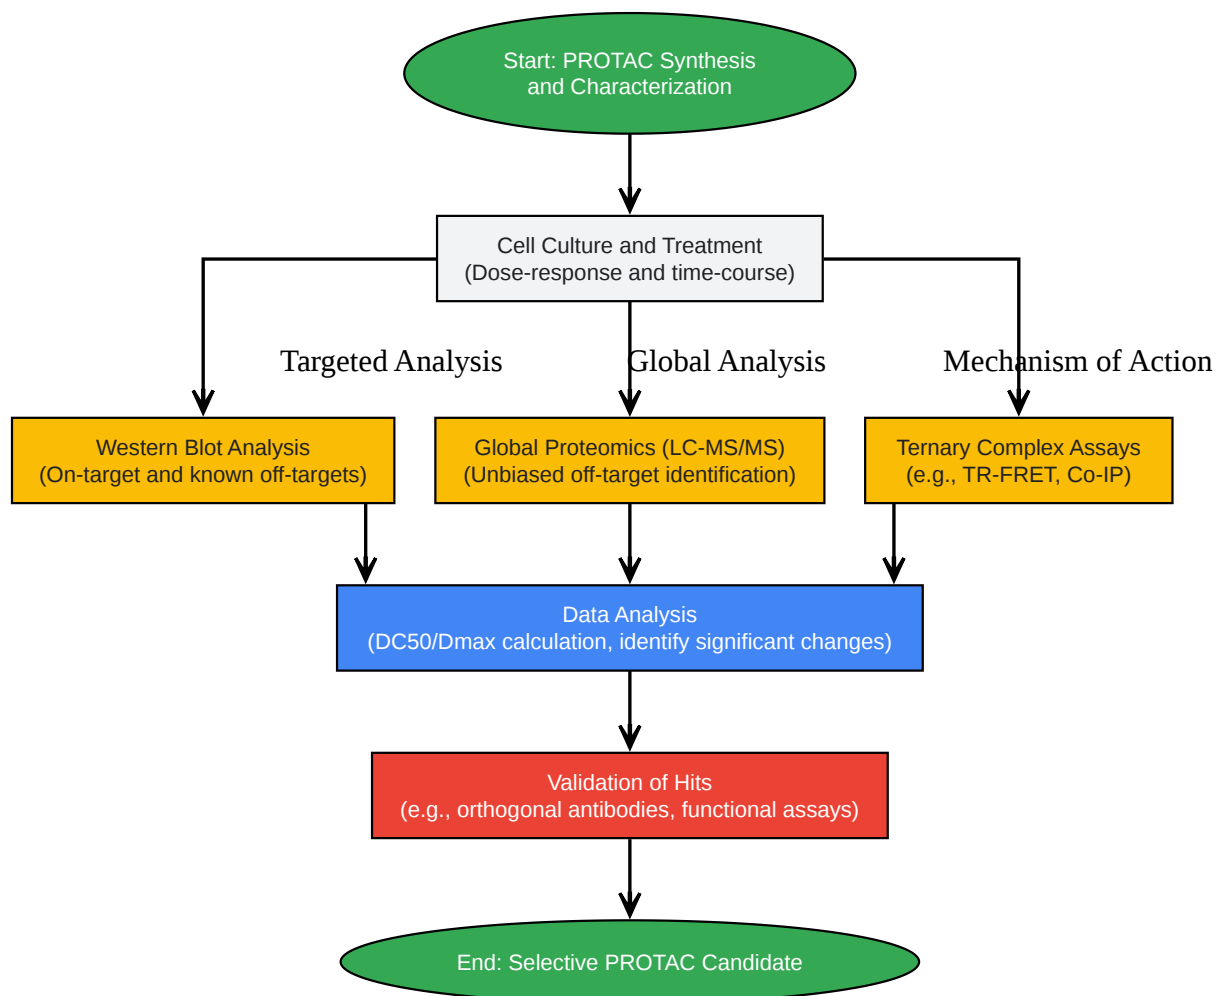 Start: PROTAC Synthesis
and Characterization
Cell Culture and Treatment
(Dose-response and time-course)
Targeted Analysis
Global Analysis
Mechanism of Action
Western Blot Analysis
(On-target and known off-targets)
Global Proteomics (LC-MS/MS)
(Unbiased off-target identification)
Ternary Complex Assays
(e.g., TR-FRET, Co-IP)
Data Analysis
(DC50/Dmax calculation, identify significant changes)
Validation of Hits
(e.g., orthogonal antibodies, functional assays)
End: Selective PROTAC Candidate